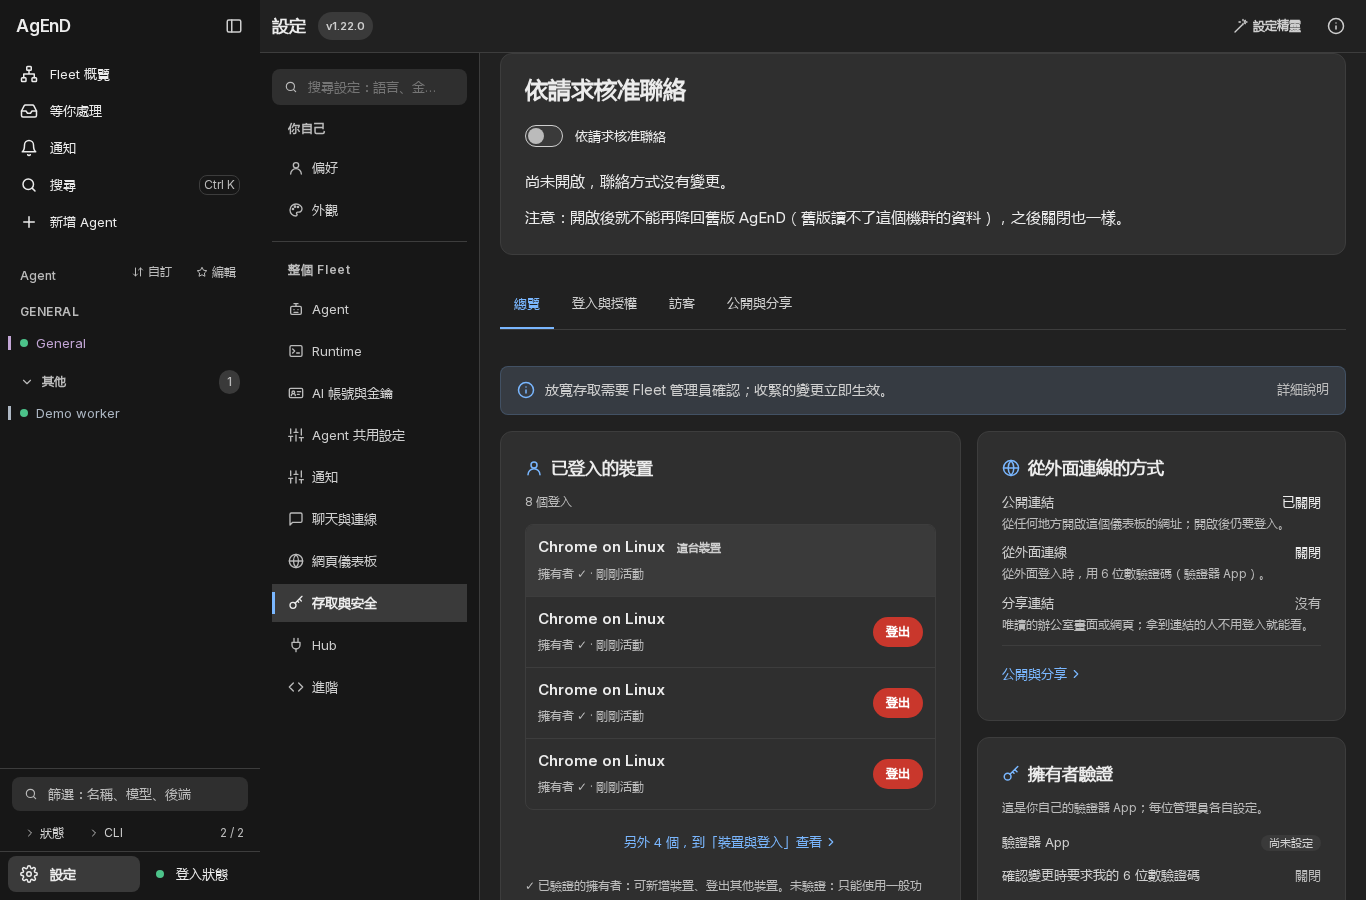 AgEnD
Fleet 概覽
等你處理
通知
搜尋
Ctrl K
新增 Agent
Agent
自訂
編輯
GENERAL
General
其他
1
Demo worker
篩選：名稱、模型、後端
狀態
CLI
2 / 2
設定
登入狀態
設定
v1.22.0
設定精靈
搜尋設定：語言、金…
你自己
偏好
外觀
整個 Fleet
Agent
Runtime
AI 帳號與金鑰
Agent 共用設定
通知
聊天與連線
網頁儀表板
存取與安全
Hub
進階
依請求核准聯絡
依請求核准聯絡
尚未開啟，聯絡方式沒有變更。
注意：開啟後就不能再降回舊版 AgEnD（舊版讀不了這個機群的資料），之後關閉也一樣。
總覽
登入與授權
訪客
公開與分享
放寬存取需要 Fleet 管理員確認；收緊的變更立即生效。
詳細說明
已登入的裝置
8 個登入
Chrome on Linux 這台裝置
擁有者 ✓ · 剛剛活動
Chrome on Linux
擁有者 ✓ · 剛剛活動
登出
Chrome on Linux
擁有者 ✓ · 剛剛活動
登出
Chrome on Linux
擁有者 ✓ · 剛剛活動
登出
另外 4 個，到「裝置與登入」查看
✓ 已驗證的擁有者：可新增裝置、登出其他裝置。未驗證：只能使用一般功
從外面連線的方式
公開連結
已關閉
從任何地方開啟這個儀表板的網址；開啟後仍要登入。
從外面連線
關閉
從外面登入時，用 6 位數驗證碼（驗證器 App）。
分享連結
沒有
唯讀的辦公室畫面或網頁；拿到連結的人不用登入就能看。
公開與分享
擁有者驗證
這是你自己的驗證器 App；每位管理員各自設定。
驗證器 App
尚未設定
確認變更時要求我的 6 位數驗證碼
關閉